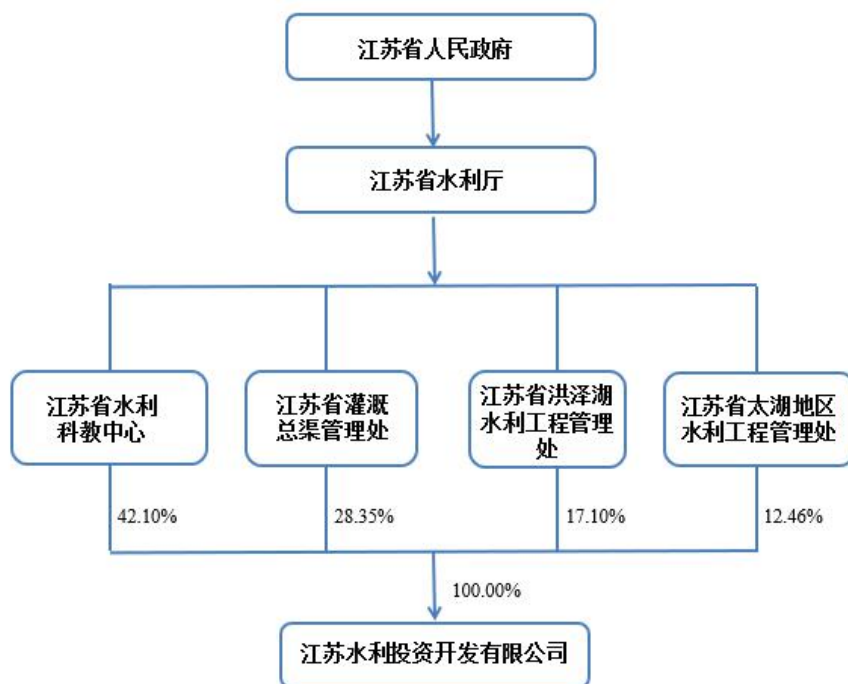 江苏省人民政府
江苏省水利厅
江苏省水利
科教中心
江苏省灌溉
总渠管理处
江苏省洪泽湖
水利工程管理
处
江苏省太湖地区
水利工程管理处
42.10%
28.35%
17.10%
12.46%
100.00%
江苏水利投资开发有限公司